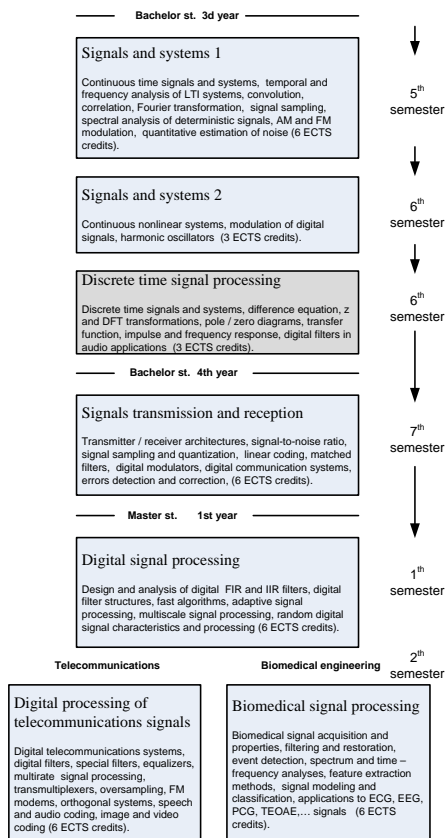 Bachelor st. 3d year
Signals and systems 1
Continuous time signals and systems, temporal and
frequency analysis of LTI systems, convolution,
correlation, Fourier transformation, signal sampling,
spectral analysis of deterministic signals, AM and FM
modulation, quantitative estimation of noise (6 ECTS
credits).
5th
semester
Signals and systems 2
Continuous nonlinear systems, modulation of digital
signals, harmonic oscillators (3 ECTS credits).
6th
semester
Discrete time signal processing
Discrete time signals and systems, difference equation, z
and DFT transformations, pole / zero diagrams, transfer
function, impulse and frequency response, digital filters in
audio applications (3 ECTS credits).
6th
semester
Bachelor st. 4th year
Signals transmission and reception
Transmitter / receiver architectures, signal-to-noise ratio,
signal sampling and quantization, linear coding, matched
filters, digital modulators, digital communication systems,
errors detection and correction, (6 ECTS credits).
7th
semester
Master st. 1st year
Digital signal processing
Design and analysis of digital FIR and IIR filters, digital
filter structures, fast algorithms, adaptive signal
processing, multiscale signal processing, random digital
signal characteristics and processing (6 ECTS credits).
1th
semester
Telecommunications
Biomedical engineering
2th
semester
Digital processing of
telecommunications signals
Digital telecommunications systems,
digital filters, special filters, equalizers,
multirate signal processing,
transmultiplexers, oversampling, FM
modems, orthogonal systems, speech
and audio coding, image and video
coding (6 ECTS credits).
Biomedical signal processing
Biomedical signal acquisition and
properties, filtering and restoration,
event detection, spectrum and time –
frequency analyses, feature extraction
methods, signal modeling and
classification, applications to ECG, EEG,
PCG, TEOAE,… signals (6 ECTS
credits).